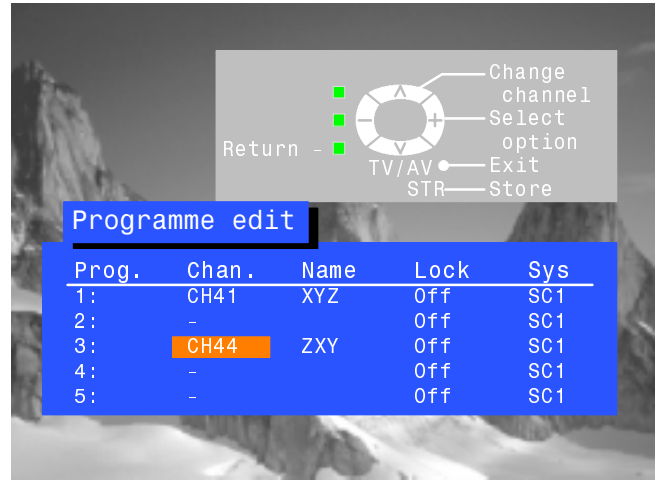 Change
channel
Select
option
Return -
TV/AV Exit
STR Store
Programme edit
Prog. Chan. Name Lock Sys
1: CH41 XYZ Off SC1
2: - Off SC1
3: CH44 ZXY Off SC1
4: - Off SC1
5: - Off SC1